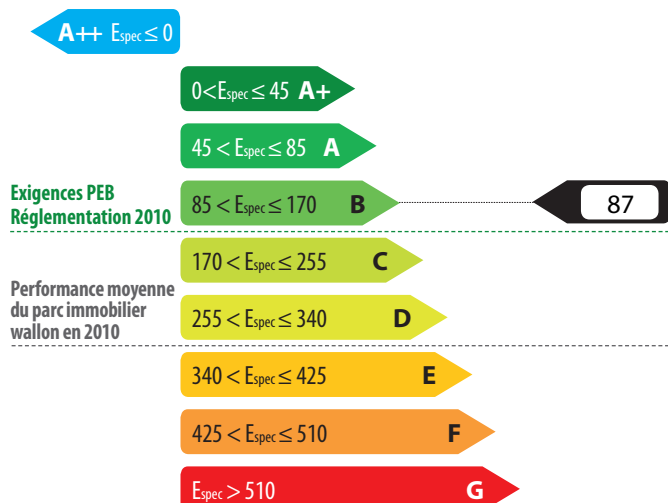 A++ Espec ≤ 0
0<Espec ≤ 45 A+
45 < Espec ≤ 85 A
Exigences PEB
Réglementation 2010
85 < Espec ≤ 170 B
87
170 < Espec ≤ 255 C
Performance moyenne
du parc immobilier
wallon en 2010
255 < Espec ≤ 340 D
340 < Espec ≤ 425 E
425 < Espec ≤ 510 F
Espec > 510 G